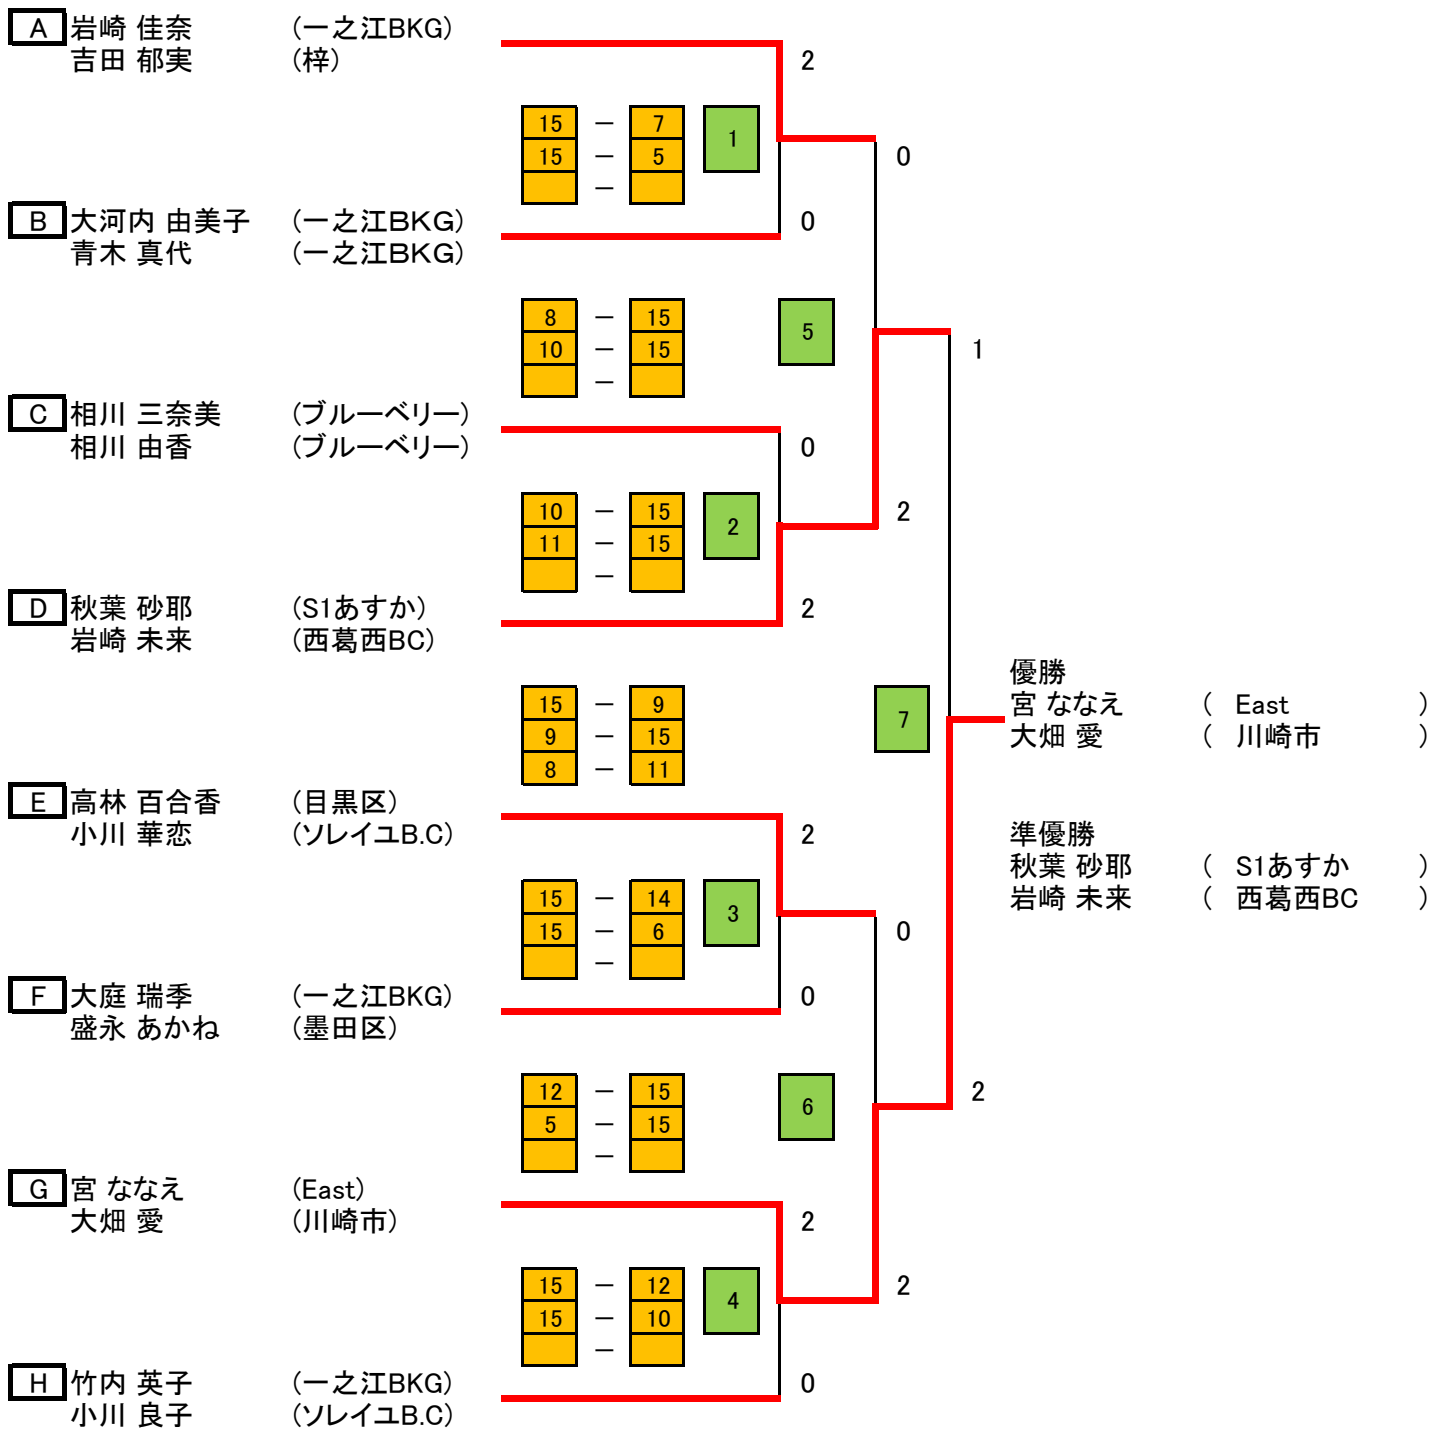 A 岩崎 佳奈 (一之江BKG)
吉田 郁実 (梓)
2
15 － 7 1
15 － 5
0
－
B 大河内 由美子 (一之江BKG)
0
青木 真代 (一之江BKG)
8 － 15 5
10 － 15
1
－
C 相川 三奈美 (ブルーベリー)
相川 由香 (ブルーベリー)
0
10 － 15 2
2
11 － 15
－
D 秋葉 砂耶 (S1あすか)
2
岩崎 未来 (西葛西BC)
優勝
15 － 9 7
宮 ななえ ( East )
9 － 15
大畑 愛 ( 川崎市 )
8 － 11
E 高林 百合香 (目黒区)
小川 華恋 (ソレイユB.C)
2
準優勝
秋葉 砂耶 ( S1あすか )
15 － 14 3
岩崎 未来 ( 西葛西BC )
15 － 6
0
－
F 大庭 瑞季 (一之江BKG)
0
盛永 あかね (墨田区)
12 － 15 6
2
5 － 15
－
G 宮 ななえ (East)
大畑 愛 (川崎市)
2
15 － 12 4
2
15 － 10
－
H 竹内 英子 (一之江BKG)
0
小川 良子 (ソレイユB.C)